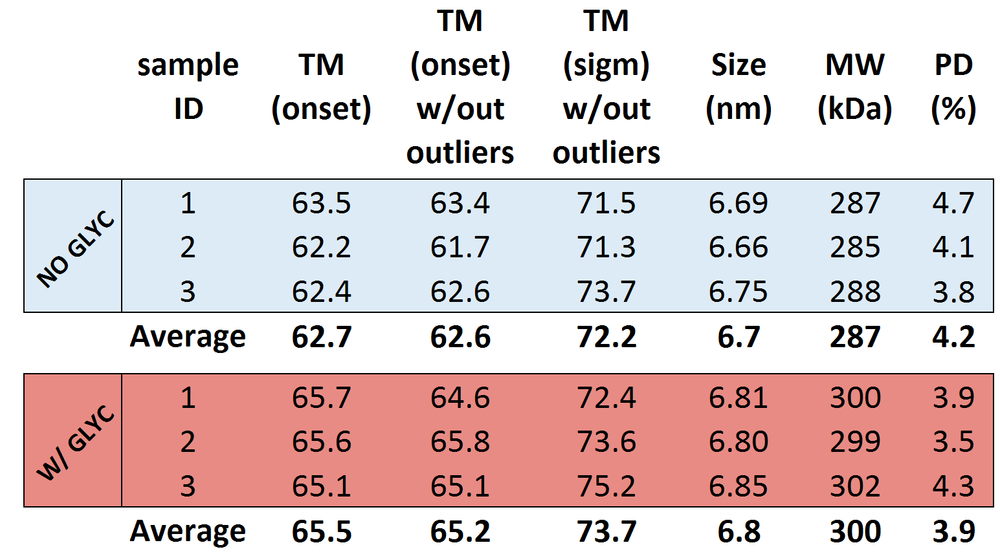 sample ID TM (onset) TM (onset) w/out outliers TM (sigm) w/out outliers Size (nm) MW (kDa) PD (%)
NO GLYC
1 63.5 63.4 71.5 6.69 287 4.7
2 62.2 61.7 71.3 6.66 285 4.1
3 62.4 62.6 73.7 6.75 288 3.8
Average 62.7 62.6 72.2 6.7 287 4.2
W/ GLYC
1 65.7 64.6 72.4 6.81 300 3.9
2 65.6 65.8 73.6 6.80 299 3.5
3 65.1 65.1 75.2 6.85 302 4.3
Average 65.5 65.2 73.7 6.8 300 3.9